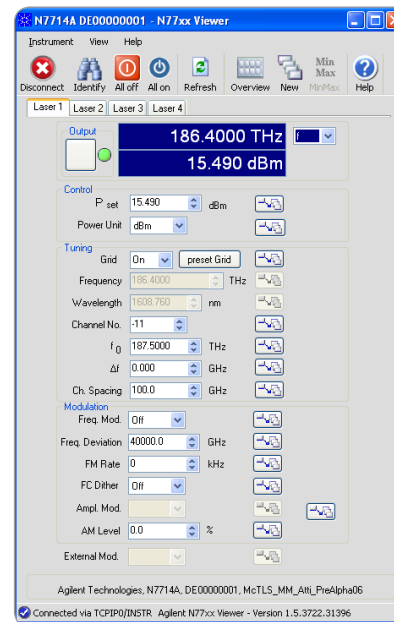 N7714A DE00000001 - N77xx Viewer
Instrument View Help
Min
Max
Disconnect Identify All off All on Refresh Overview New MinMax Help
Laser 1 Laser 2 Laser 3 Laser 4
Output
186.4000 THz f
15.490 dBm
Control
P set 15.490 dBm
Power Unit dBm
Tuning
Grid On preset Grid
Frequency 186.4000 THz
Wavelength 1608.760 nm
Channel No. -11
f 0 187.5000 THz
Δf 0.000 GHz
Ch. Spacing 100.0 GHz
Modulation
Freq. Mod. Off
Freq. Deviation 40000.0 GHz
FM Rate 0 kHz
FC Dither Off
Ampl. Mod.
AM Level 0.0 %
External Mod.
Agilent Technologies, N7714A, DE00000001, McTLS_MM_Atti_PreAlpha06
Connected via TCPIP0/INSTR Agilent N77xx Viewer - Version 1.5.3722.31396